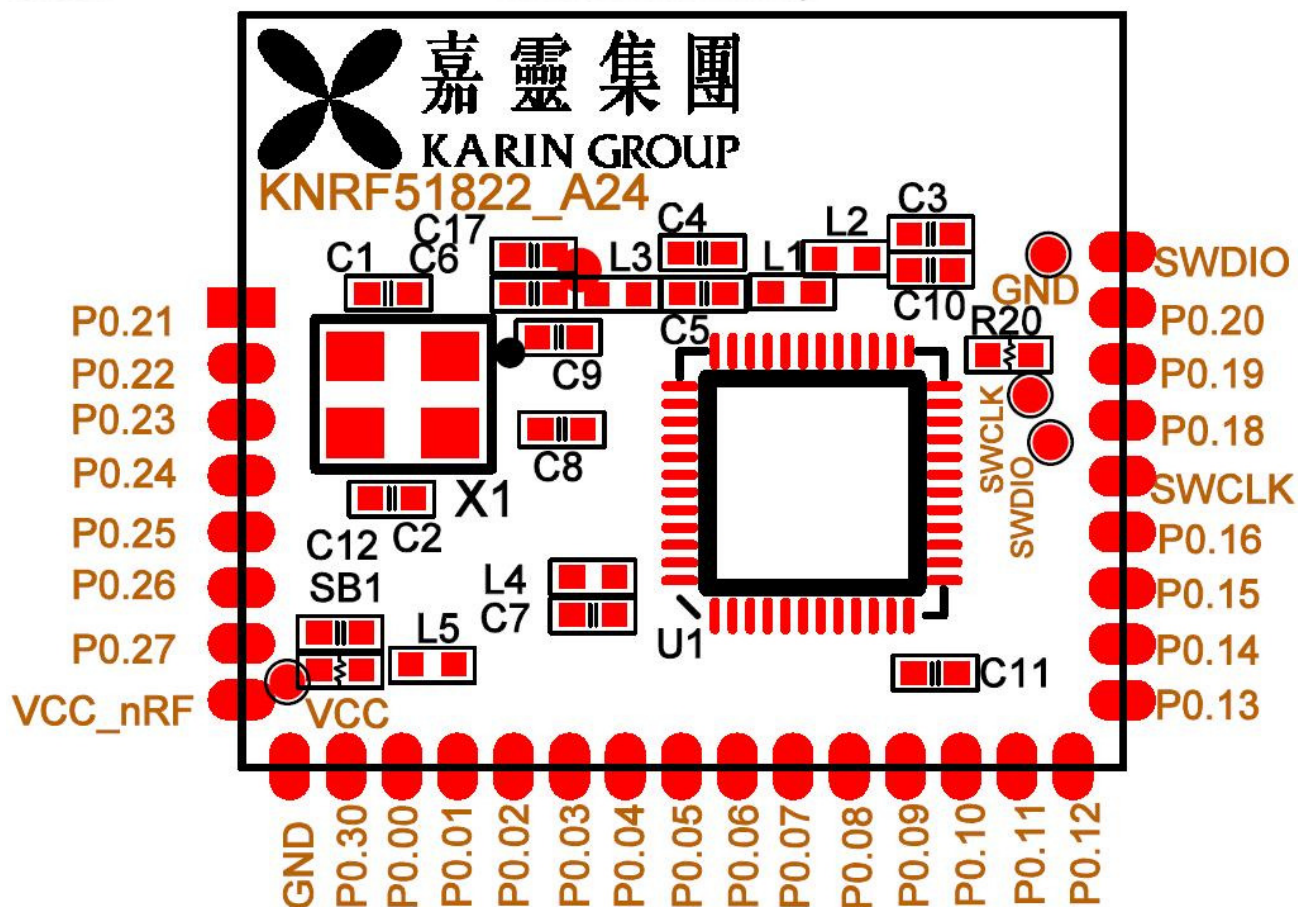 嘉靈集團
KARIN GROUP
KNRF51822_A24
C17
C4
L2
C3
C1
C6
L3
L1
C10
GND
SWDIO
P0.21
C5
R20
P0.20
P0.22
C9
P0.19
P0.23
SWCLK
P0.18
P0.24
C8
X1
SWDIO
SWCLK
P0.25
C12
C2
P0.16
P0.26
SB1
L4
P0.15
P0.27
L5
C7
U1
P0.14
C11
VCC_nRF
VCC
P0.13
GND
P0.30
P0.00
P0.01
P0.02
P0.03
P0.04
P0.05
P0.06
P0.07
P0.08
P0.09
P0.10
P0.11
P0.12